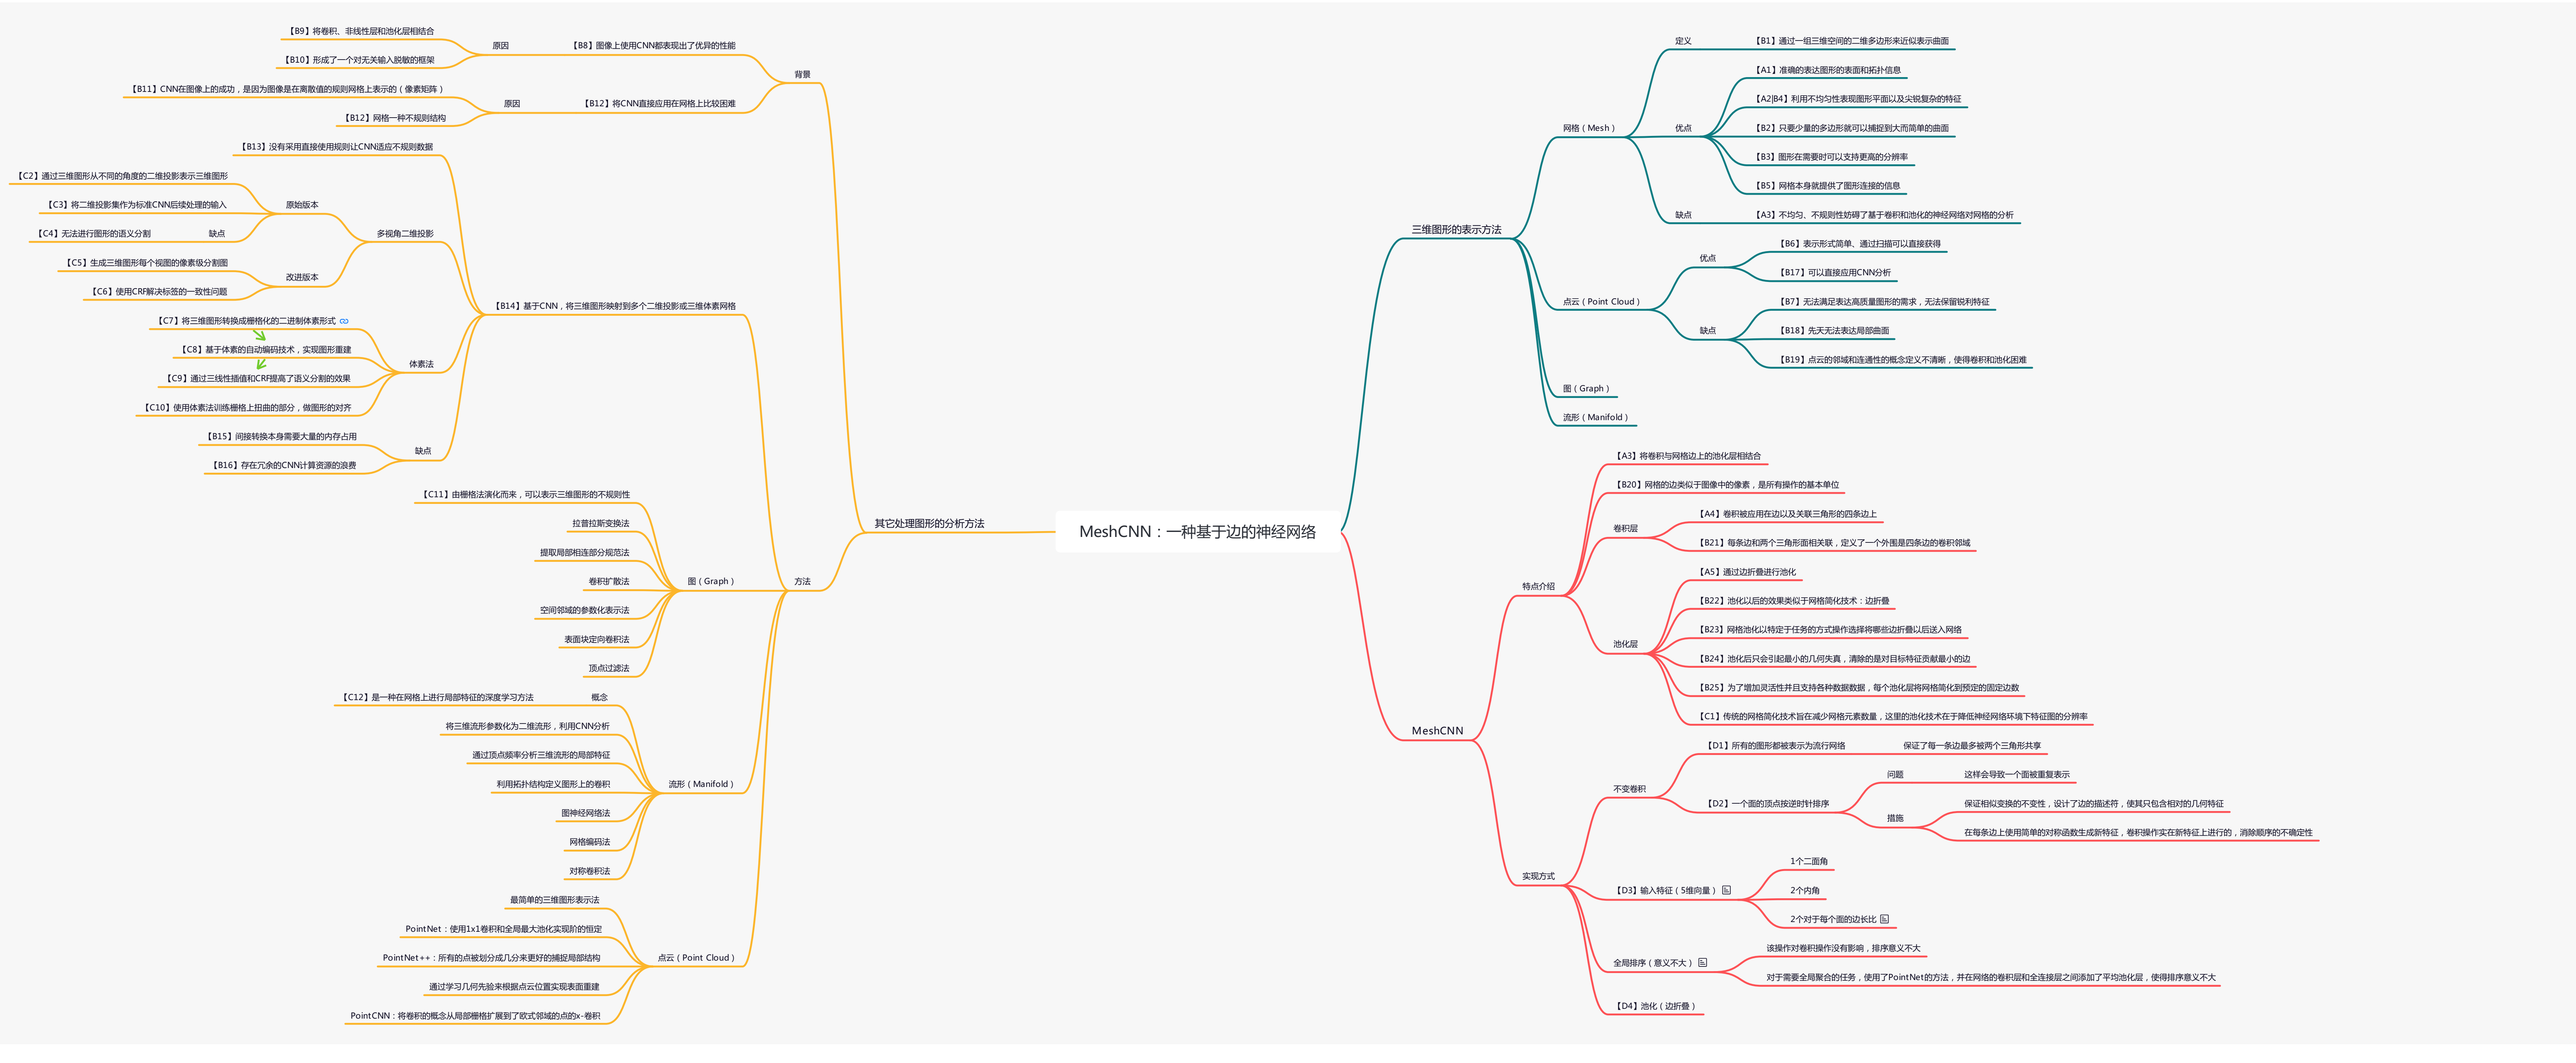 MeshCNN：一种基于边的神经网络
三维图形的表示方法
网格（Mesh）
定义
【B1】通过一组三维空间的二维多边形来近似表示曲面
优点
【A1】准确的表达图形的表面和拓扑信息
【A2|B4】利用不均匀性表现图形平面以及尖锐复杂的特征
【B2】只要少量的多边形就可以捕捉到大而简单的曲面
【B3】图形在需要时可以支持更高的分辨率
【B5】网格本身就提供了图形连接的信息
缺点
【A3】不均匀、不规则性妨碍了基于卷积和池化的神经网络对网格的分析
点云（Point Cloud）
优点
【B6】表示形式简单、通过扫描可以直接获得
【B17】可以直接应用CNN分析
缺点
【B7】无法满足表达高质量图形的需求，无法保留锐利特征
【B18】先天无法表达局部曲面
【B19】点云的邻域和连通性的概念定义不清晰，使得卷积和池化困难
图（Graph）
流形（Manifold）
MeshCNN
特点介绍
【A3】将卷积与网格边上的池化层相结合
【B20】网格的边类似于图像中的像素，是所有操作的基本单位
卷积层
【A4】卷积被应用在边以及关联三角形的四条边上
【B21】每条边和两个三角形面相关联，定义了一个外围是四条边的卷积邻域
池化层
【A5】通过边折叠进行池化
【B22】池化以后的效果类似于网格简化技术：边折叠
【B23】网格池化以特定于任务的方式操作选择将哪些边折叠以后送入网络
【B24】池化后只会引起最小的几何失真，清除的是对目标特征贡献最小的边
【B25】为了增加灵活性并且支持各种数据数据，每个池化层将网格简化到预定的固定边数
【C1】传统的网格简化技术旨在减少网格元素数量，这里的池化技术在于降低神经网络环境下特征图的分辨率
实现方式
不变卷积
【D1】所有的图形都被表示为流行网络
保证了每一条边最多被两个三角形共享
【D2】一个面的顶点按逆时针排序
问题
这样会导致一个面被重复表示
措施
保证相似变换的不变性，设计了边的描述符，使其只包含相对的几何特征
在每条边上使用简单的对称函数生成新特征，卷积操作实在新特征上进行的，消除顺序的不确定性
【D3】输入特征（5维向量）
1个二面角
2个内角
2个对于每个面的边长比
全局排序（意义不大）
该操作对卷积操作没有影响，排序意义不大
对于需要全局聚合的任务，使用了PointNet的方法，并在网络的卷积层和全连接层之间添加了平均池化层，使得排序意义不大
【D4】池化（边折叠）
其它处理图形的分析方法
背景
【B8】图像上使用CNN都表现出了优异的性能
原因
【B9】将卷积、非线性层和池化层相结合
【B10】形成了一个对无关输入脱敏的框架
【B12】将CNN直接应用在网格上比较困难
原因
【B11】CNN在图像上的成功，是因为图像是在离散值的规则网格上表示的（像素矩阵）
【B12】网格一种不规则结构
方法
【B14】基于CNN，将三维图形映射到多个二维投影或三维体素网格
【B13】没有采用直接使用规则让CNN适应不规则数据
多视角二维投影
原始版本
【C2】通过三维图形从不同的角度的二维投影表示三维图形
【C3】将二维投影集作为标准CNN后续处理的输入
缺点
【C4】无法进行图形的语义分割
改进版本
【C5】生成三维图形每个视图的像素级分割图
【C6】使用CRF解决标签的一致性问题
体素法
【C7】将三维图形转换成栅格化的二进制体素形式
【C8】基于体素的自动编码技术，实现图形重建
【C9】通过三线性插值和CRF提高了语义分割的效果
【C10】使用体素法训练栅格上扭曲的部分，做图形的对齐
缺点
【B15】间接转换本身需要大量的内存占用
【B16】存在冗余的CNN计算资源的浪费
图（Graph）
【C11】由栅格法演化而来，可以表示三维图形的不规则性
拉普拉斯变换法
提取局部相连部分规范法
卷积扩散法
空间邻域的参数化表示法
表面块定向卷积法
顶点过滤法
流形（Manifold）
概念
【C12】是一种在网格上进行局部特征的深度学习方法
将三维流形参数化为二维流形，利用CNN分析
通过顶点频率分析三维流形的局部特征
利用拓扑结构定义图形上的卷积
图神经网络法
网格编码法
对称卷积法
点云（Point Cloud）
最简单的三维图形表示法
PointNet：使用1x1卷积和全局最大池化实现阶的恒定
PointNet++：所有的点被划分成几分来更好的捕捉局部结构
通过学习几何先验来根据点云位置实现表面重建
PointCNN：将卷积的概念从局部栅格扩展到了欧式邻域的点的x-卷积